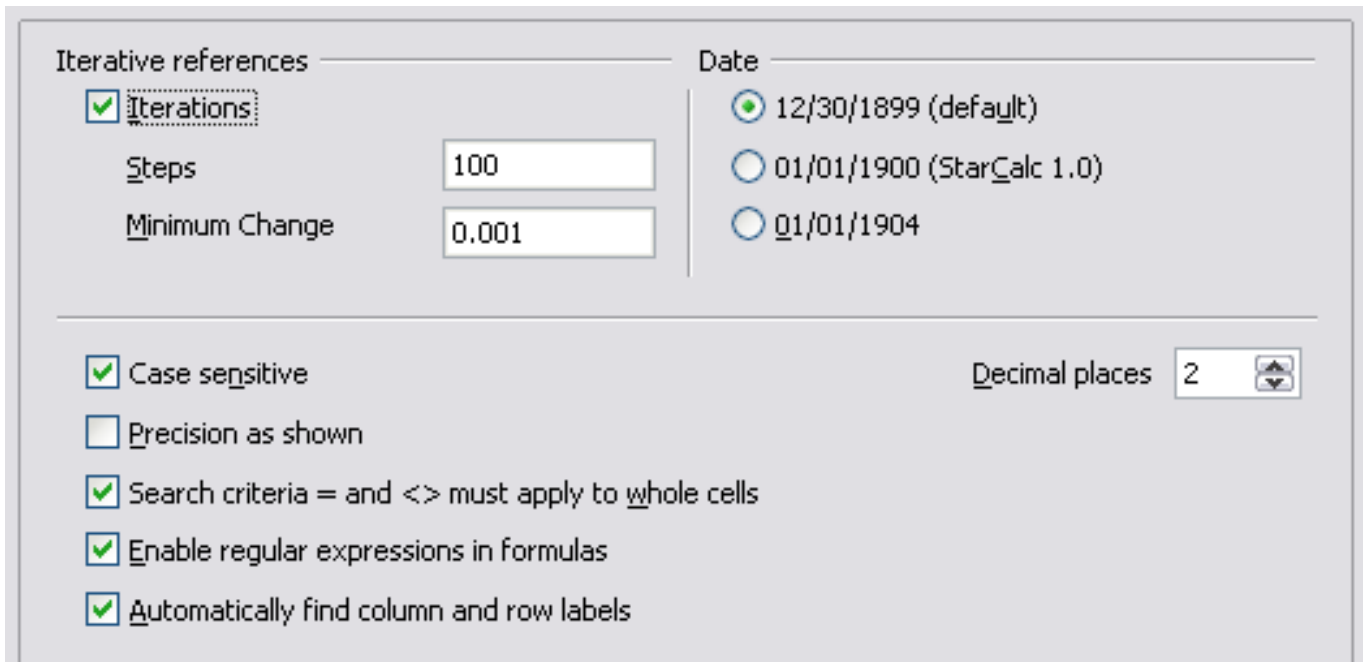 Iterative references
Iterations
Steps 100
Minimum Change 0.001
Date
12/30/1899 (default)
01/01/1900 (StarCalc 1.0)
01/01/1904
Case sensitive
Decimal places 2
Precision as shown
Search criteria = and <> must apply to whole cells
Enable regular expressions in formulas
Automatically find column and row labels